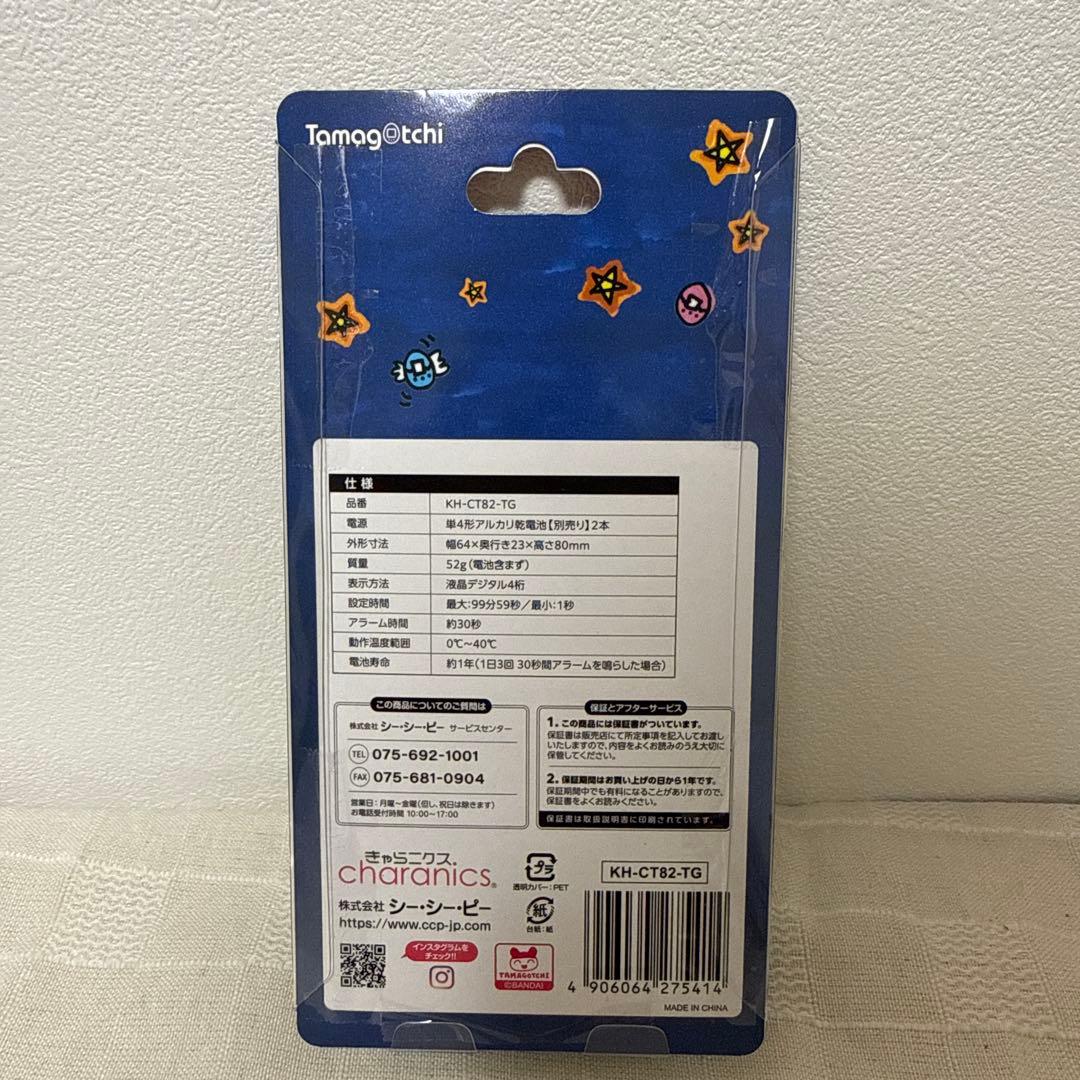 Tamagotchi
仕様
品番 KH-CT82-TG
電源 単4形アルカリ乾電池【別売り】2本
外形寸法 幅64×奥行き23×高さ80mm
質量 52g(電池含まず)
表示方法 液晶デジタル4桁
設定時間 最大:99分59秒/最小:1秒
アラーム時間 約30秒
動作温度範囲 0℃~40℃
電池寿命 約1年(1日3回 30秒間アラームを鳴らした場合)
この商品についてのご質問は
株式会社 シー・シー・ピー サービスセンター
TEL 075-692-1001
FAX 075-681-0904
営業日:月曜~金曜(但し、祝日は除きます)
お電話受付時間 10:00~17:00
保証とアフターサービス
1. この商品には保証書がついています。
保証書は販売店にて所定事項を記入してお渡し
いたしますので、内容をよくお読みのうえ大切に
保管してください。
2. 保証期間はお買い上げの日から1年です。
保証期間中でも有料になることがありますので、
保証書をよくお読みください。
保証書は取扱説明書に印刷されています。
きゃらニクス
charanics®
株式会社 シー・シー・ピー
https://www.ccp-jp.com
プラ
透明カバー:PET
紙
台紙:紙
KH-CT82-TG
インスタグラムを
チェック!!
TAMAGOTCHI
©BANDAI
4 906064 275414
MADE IN CHINA